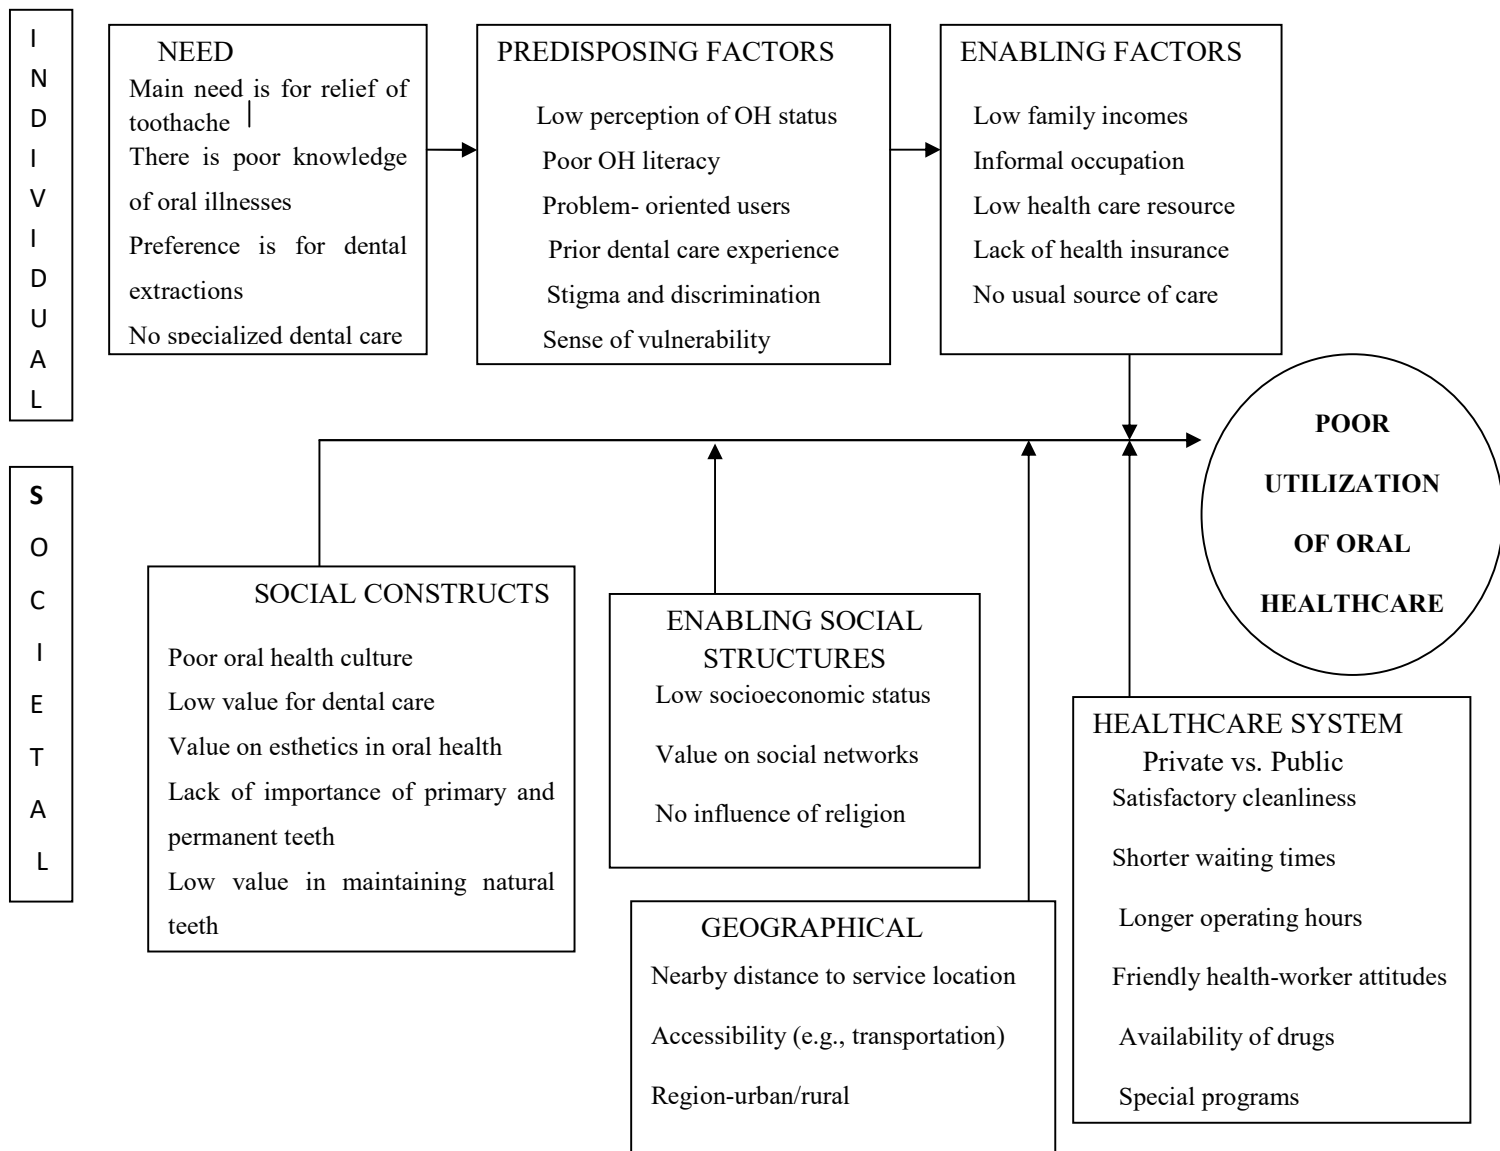 INDIVIDUAL
NEED
Main need is for relief of
toothache
There is poor knowledge
of oral illnesses
Preference is for dental
extractions
No specialized dental care
PREDISPOSING FACTORS
Low perception of OH status
Poor OH literacy
Problem- oriented users
Prior dental care experience
Stigma and discrimination
Sense of vulnerability
ENABLING FACTORS
Low family incomes
Informal occupation
Low health care resource
Lack of health insurance
No usual source of care
POOR
UTILIZATION
OF ORAL
HEALTHCARE
SOCIETAL
SOCIAL CONSTRUCTS
Poor oral health culture
Low value for dental care
Value on esthetics in oral health
Lack of importance of primary and
permanent teeth
Low value in maintaining natural
teeth
ENABLING SOCIAL
STRUCTURES
Low socioeconomic status
Value on social networks
No influence of religion
GEOGRAPHICAL
Nearby distance to service location
Accessibility (e.g., transportation)
Region-urban/rural
HEALTHCARE SYSTEM
Private vs. Public
Satisfactory cleanliness
Shorter waiting times
Longer operating hours
Friendly health-worker attitudes
Availability of drugs
Special programs